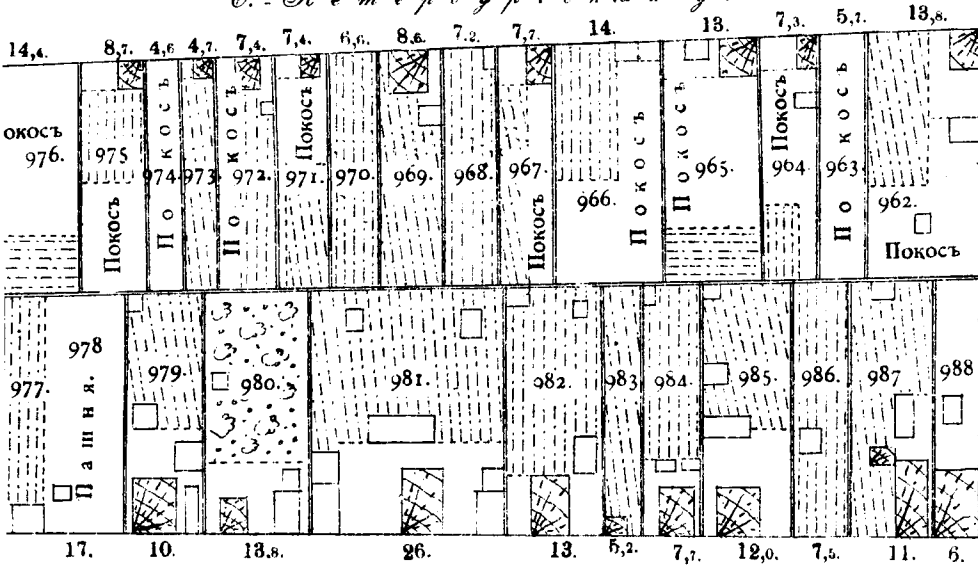 14,4. 8,7. 4,6 4,7. 7,4. 7,4. 6,6 8,6. 7.2. 7,7. 14. 13. 7,3. 5,7. 13,8.
окосъ
976.
975
Покосъ
974.
Покосъ
973
972.
Покосъ
971.
Покосъ
970.
969.
968.
967.
Покосъ
966.
Покосъ
965.
Покосъ
964
Покосъ
963.
Покосъ
962.
Покосъ
977.
978
Пашня.
979.
980.
981.
982.
983
984.
985.
986.
987
988
17. 10. 18.8. 26. 13. 5,2. 7,7. 12,0. 7,5. 11. 6.